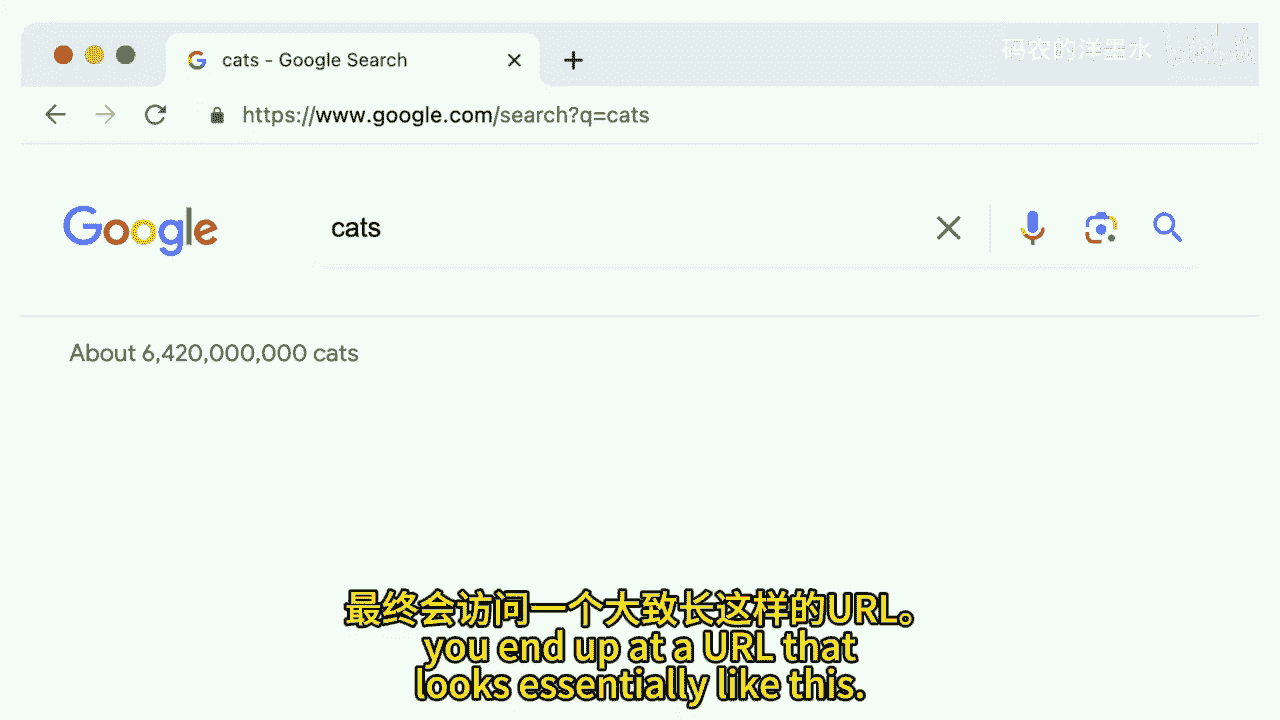 cats - Google Search
码农的洋墨水
https://www.google.com/search?q=cats
Google
cats
About 6,420,000,000 cats
最终会访问一个大致长这样的URL。
you end up at a URL that
looks essentially like this.